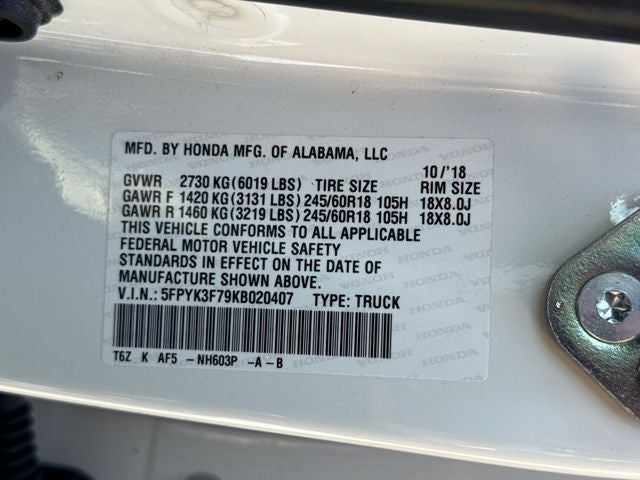 MFD. BY HONDA MFG. OF ALABAMA, LLC
10/'18
GVWR 2730 KG(6019 LBS) TIRE SIZE RIM SIZE
GAWR F 1420 KG(3131 LBS)245/60R18 105H 18X8.0J
GAWR R 1460 KG(3219 LBS)245/60R18 105H 18X8.0J
THIS VEHICLE CONFORMS TO ALL APPLICABLE
FEDERAL MOTOR VEHICLE SAFETY
STANDARDS IN EFFECT ON THE DATE OF
MANUFACTURE SHOWN ABOVE.
V.I.N.: 5FPYK3F79KB020407 TYPE: TRUCK
T6Z K AF5 - NH603P -A-B